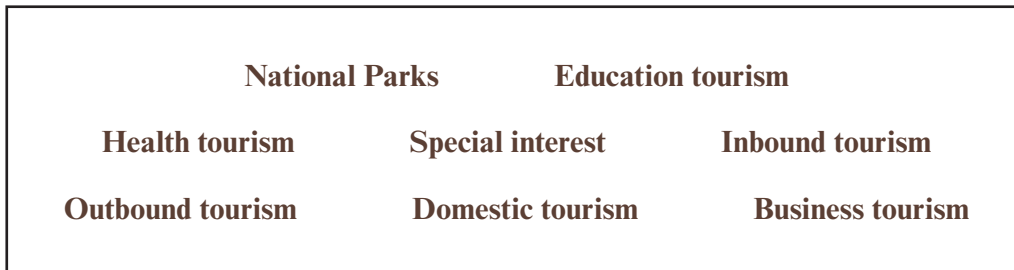 National Parks Education tourism
Health tourism Special interest Inbound tourism
Outbound tourism Domestic tourism Business tourism